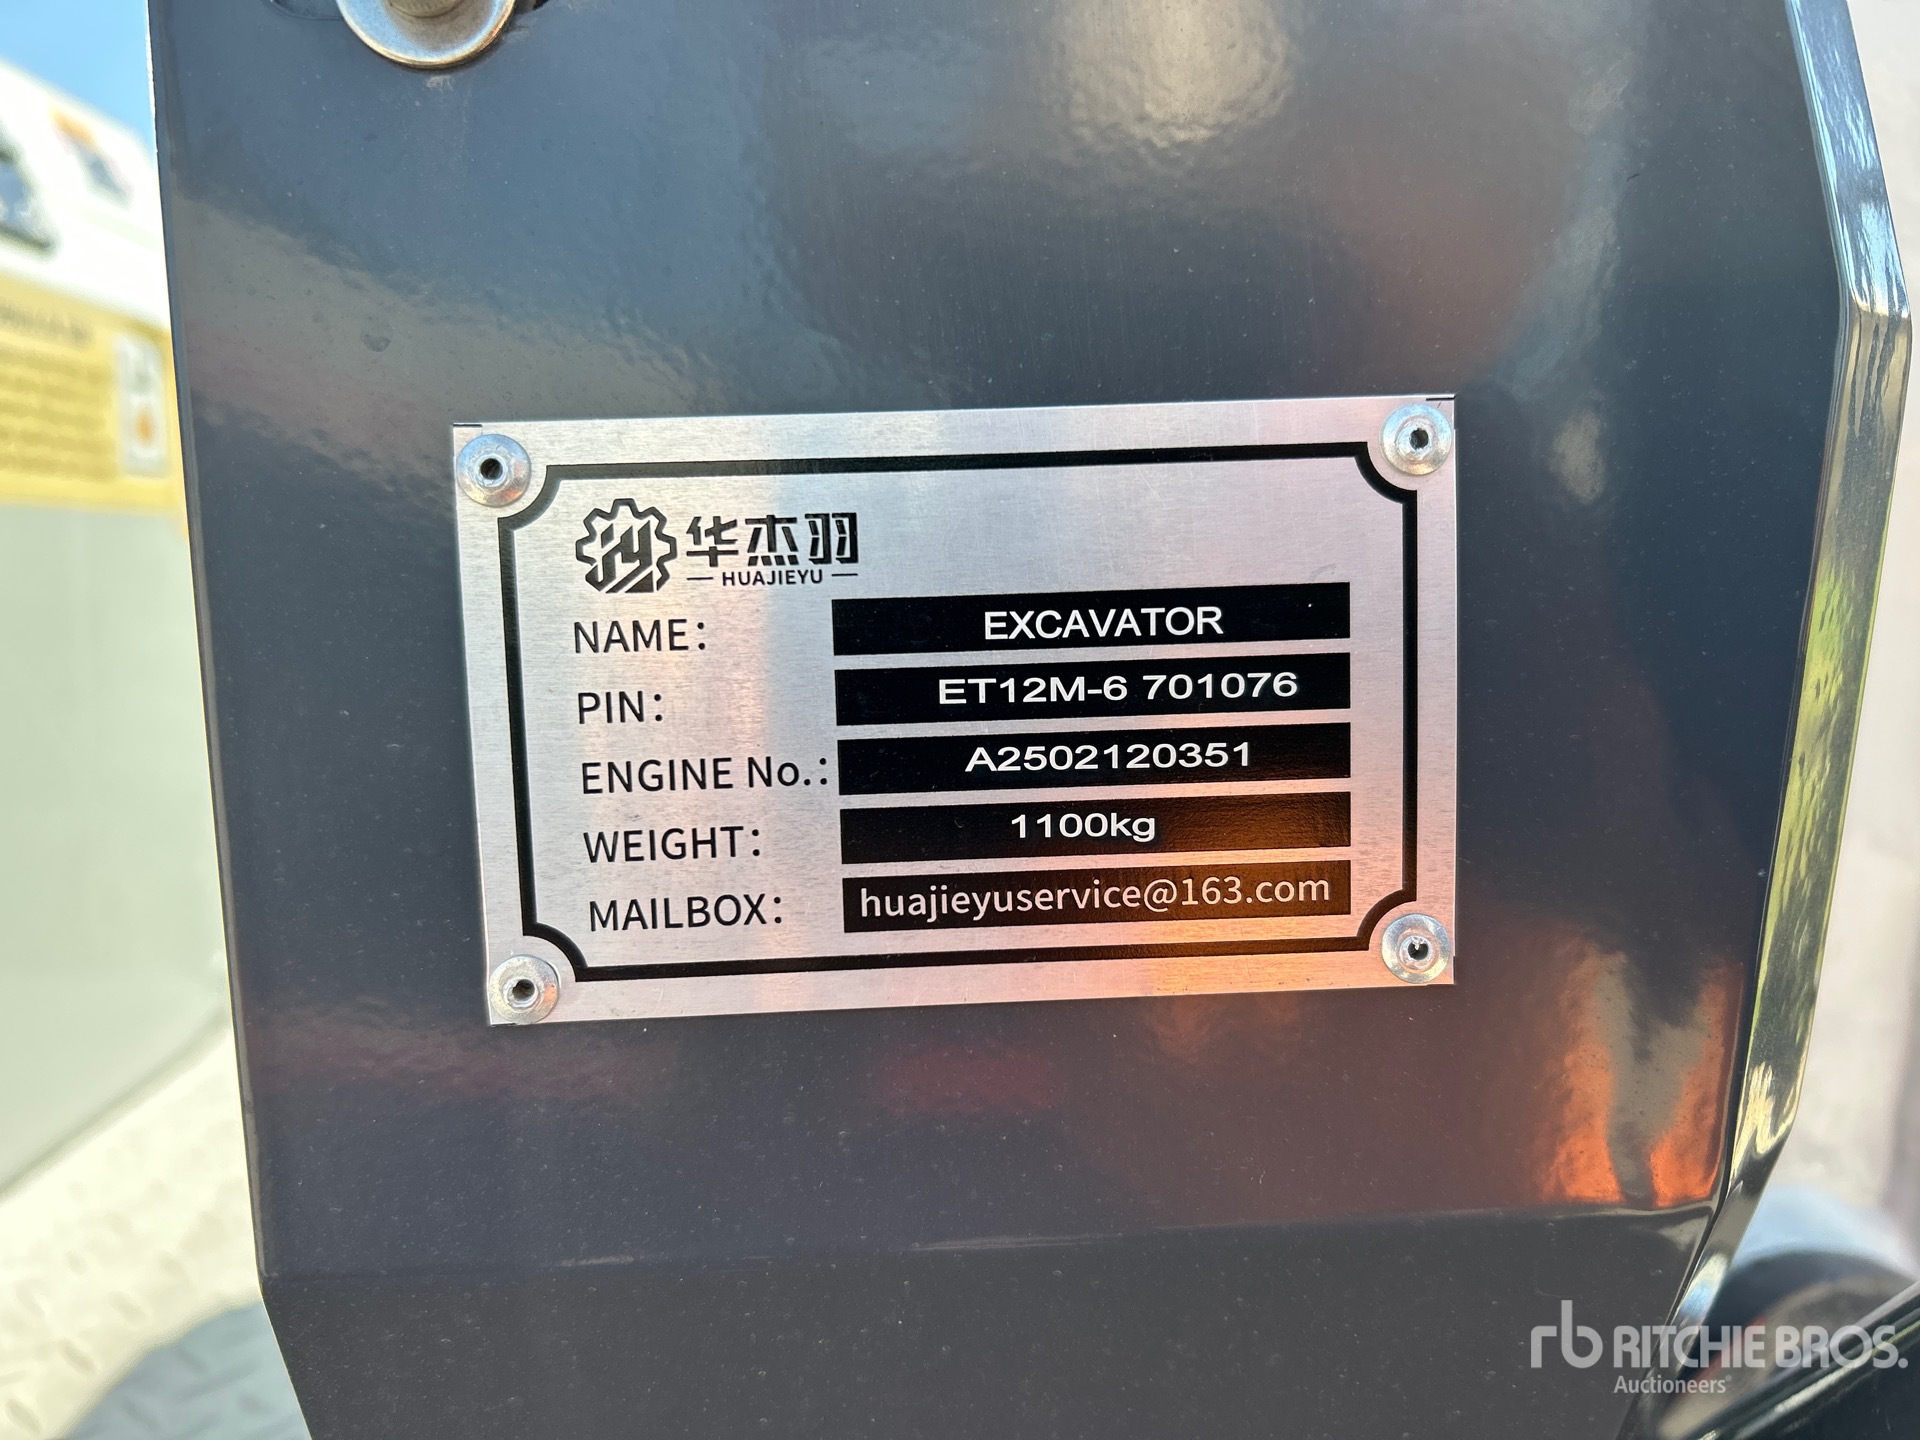 华杰羽
HUAJIEYU
NAME: EXCAVATOR
PIN: ET12M-6 701076
ENGINE No.: A2502120351
WEIGHT: 1100kg
MAILBOX: huajieyuservice@163.com
rb RITCHIE BROS.
Auctioneers